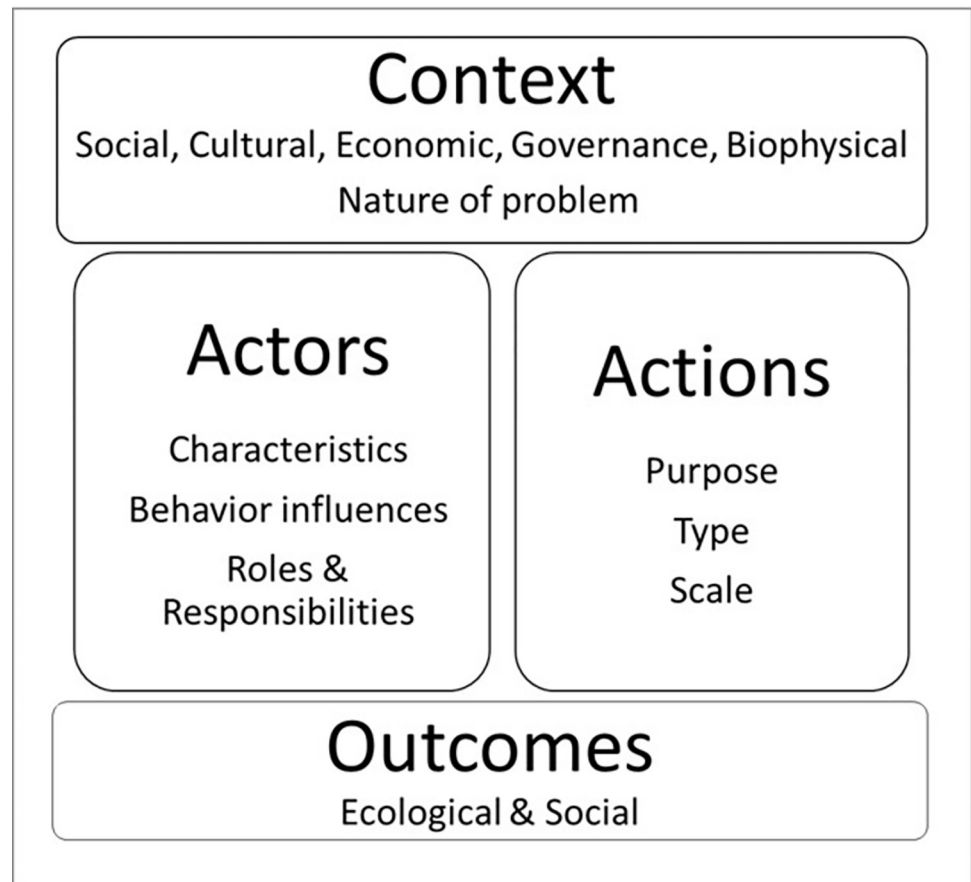 Context
Social, Cultural, Economic, Governance, Biophysical
Nature of problem
Actors
Characteristics
Behavior influences
Roles &
Responsibilities
Actions
Purpose
Type
Scale
Outcomes
Ecological & Social